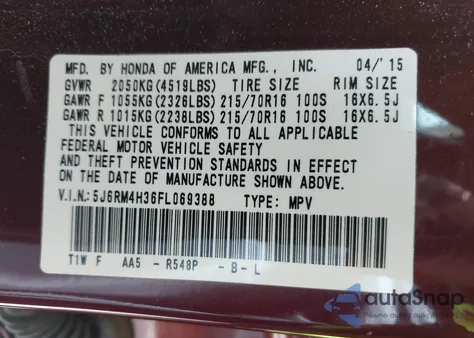 MFD. BY HONDA OF AMERICA MFG., INC. 04/'15
GVWR 2050KG(4519LBS) TIRE SIZE RIM SIZE
GAWR F 1055KG(2326LBS) 215/70R16 100S 16X6.5J
GAWR R 1015KG(2238LBS) 215/70R16 100S 16X6.5J
THIS VEHICLE CONFORMS TO ALL APPLICABLE
FEDERAL MOTOR VEHICLE SAFETY
AND THEFT PREVENTION STANDARDS IN EFFECT
ON THE DATE OF MANUFACTURE SHOWN ABOVE.
V.I.N.: 5J6RM4H36FL069388 TYPE: MPV
T1W F AA5 - R548P - B - L
autoSnap